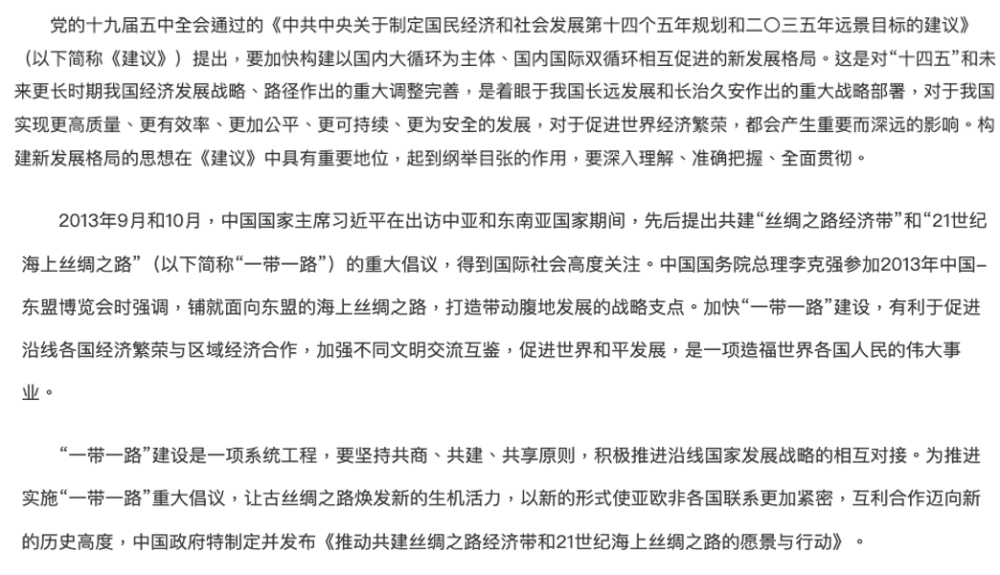 党的十九届五中全会通过的《中共中央关于制定国民经济和社会发展第十四个五年规划和二〇三五年远景目标的建议》
（以下简称《建议》）提出，要加快构建以国内大循环为主体、国内国际双循环相互促进的新发展格局。这是对“十四五”和未
来更长时期我国经济发展战略、路径作出的重大调整完善，是着眼于我国长远发展和长治久安作出的重大战略部署，对于我国
实现更高质量、更有效率、更加公平、更可持续、更为安全的发展，对于促进世界经济繁荣，都会产生重要而深远的影响。构
建新发展格局的思想在《建议》中具有重要地位，起到纲举目张的作用，要深入理解、准确把握、全面贯彻。
2013年9月和10月，中国国家主席习近平在出访中亚和东南亚国家期间，先后提出共建“丝绸之路经济带”和“21世纪
海上丝绸之路”（以下简称“一带一路”）的重大倡议，得到国际社会高度关注。中国国务院总理李克强参加2013年中国–
东盟博览会时强调，铺就面向东盟的海上丝绸之路，打造带动腹地发展的战略支点。加快“一带一路”建设，有利于促进
沿线各国经济繁荣与区域经济合作，加强不同文明交流互鉴，促进世界和平发展，是一项造福世界各国人民的伟大事
业。
“一带一路”建设是一项系统工程，要坚持共商、共建、共享原则，积极推进沿线国家发展战略的相互对接。为推进
实施“一带一路”重大倡议，让古丝绸之路焕发新的生机活力，以新的形式使亚欧非各国联系更加紧密，互利合作迈向新
的历史高度，中国政府特制定并发布《推动共建丝绸之路经济带和21世纪海上丝绸之路的愿景与行动》。